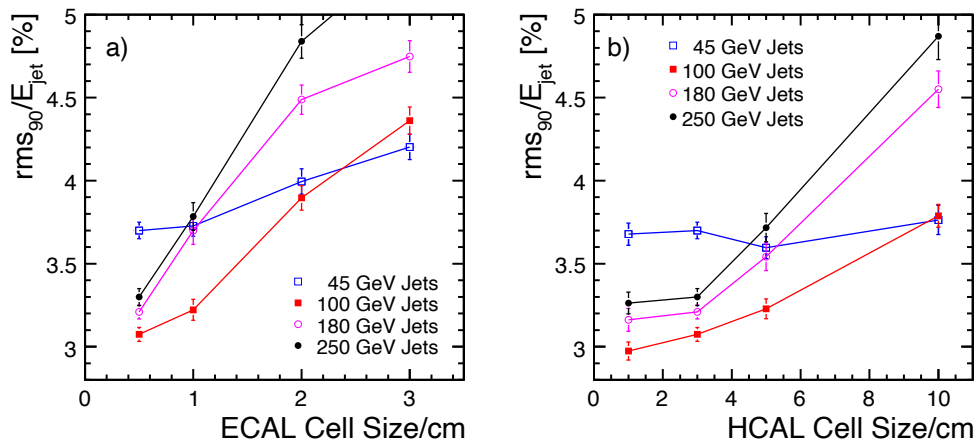 a)
rms90/Ejet [%]
5
4.5
4
3.5
3
45 GeV Jets
100 GeV Jets
180 GeV Jets
250 GeV Jets
0 1 2 3
ECAL Cell Size/cm
b)
rms90/Ejet [%]
5
4.5
4
3.5
3
45 GeV Jets
100 GeV Jets
180 GeV Jets
250 GeV Jets
0 2 4 6 8 10
HCAL Cell Size/cm